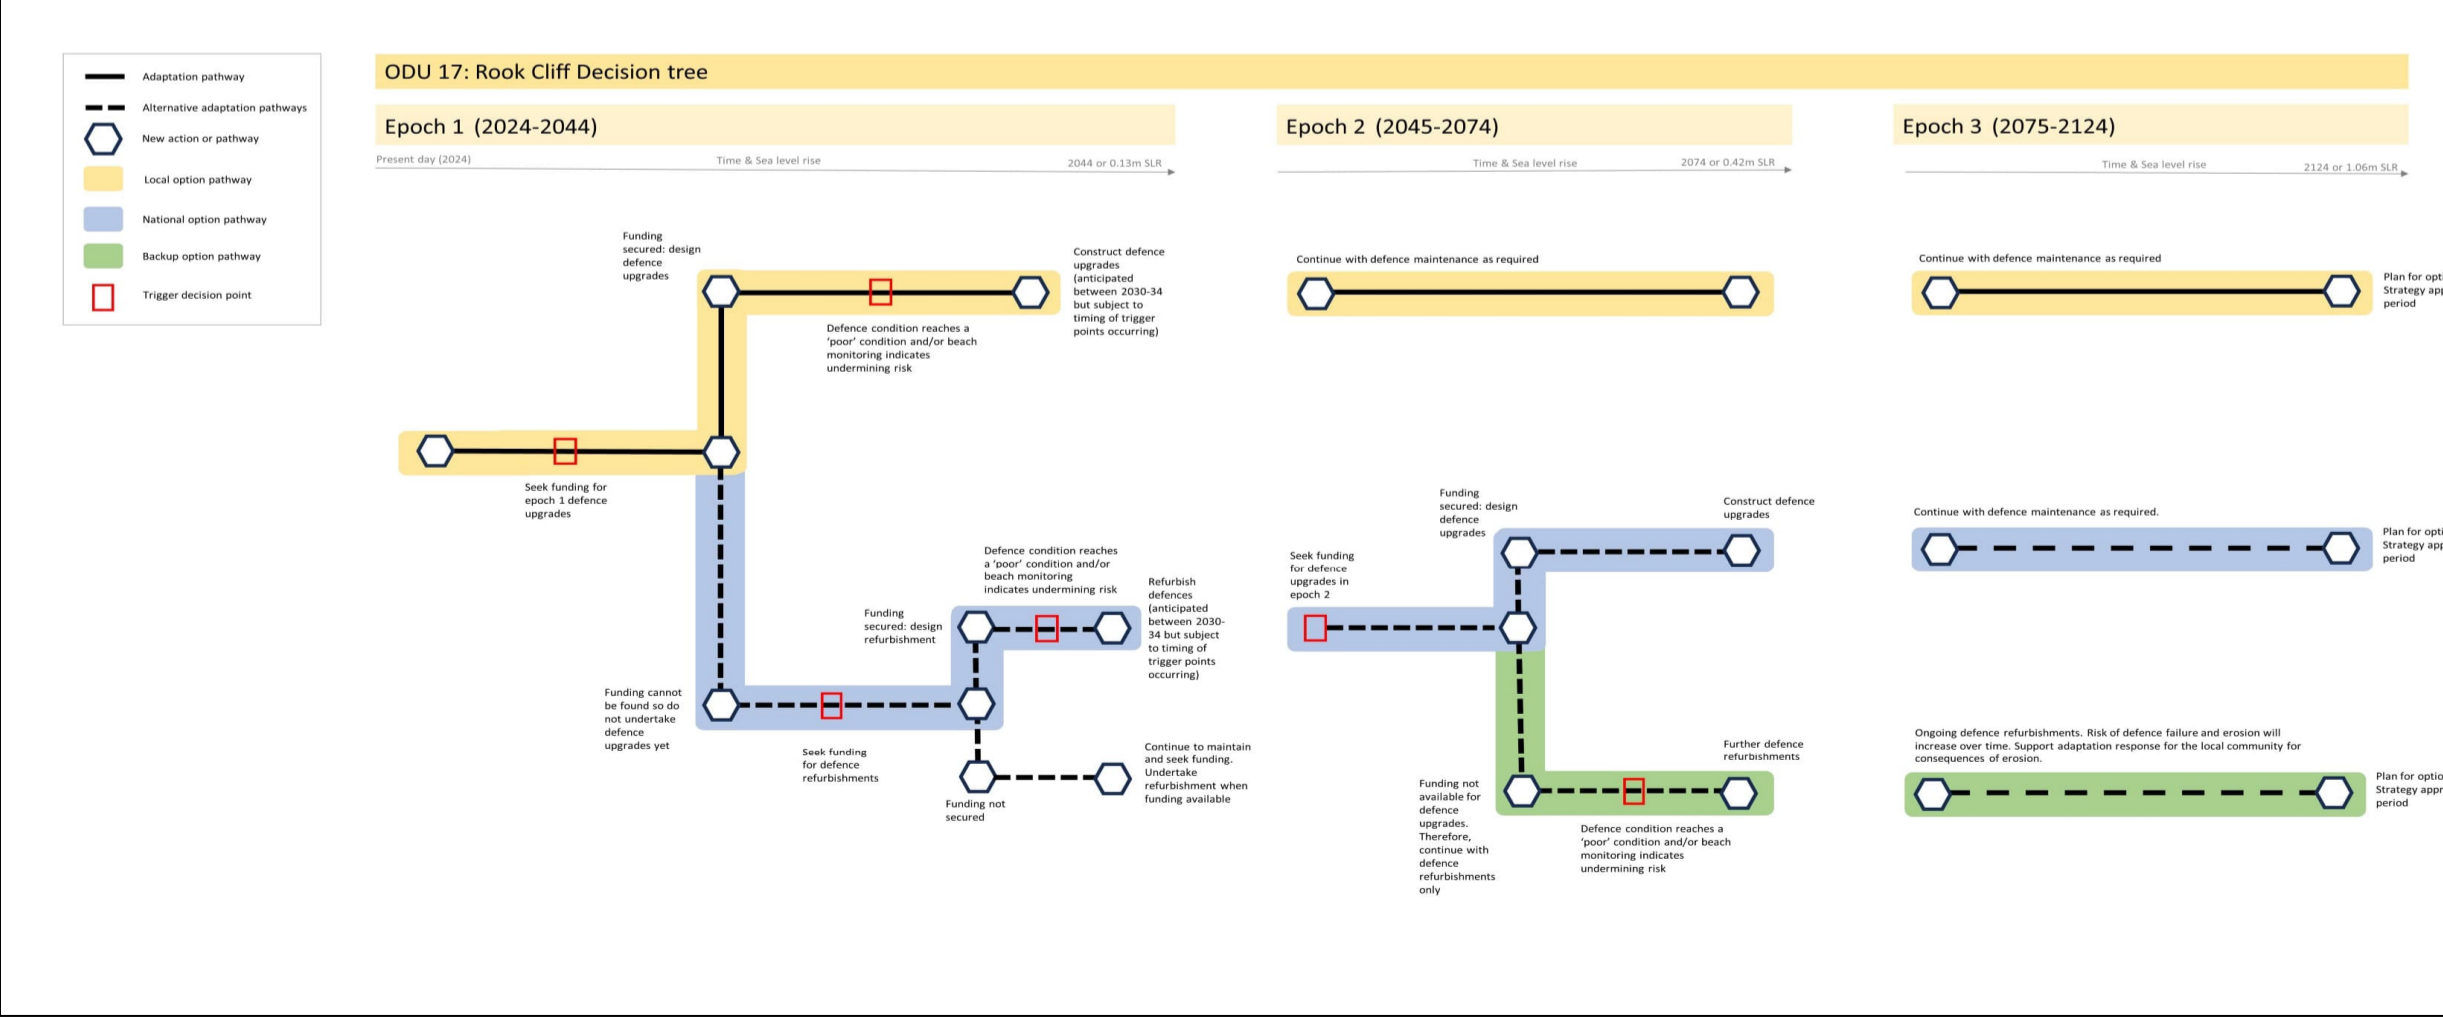 Adaptation pathway
Alternative adaptation pathways
New action or pathway
Local option pathway
National option pathway
Backup option pathway
Trigger decision point
ODU 17: Rook Cliff Decision tree
Epoch 1 (2024-2044)
Present day (2024)
Time & Sea level rise
2044 or 0.13m SLR
Epoch 2 (2045-2074)
Time & Sea level rise
2074 or 0.42m SLR
Epoch 3 (2075-2124)
Time & Sea level rise
2124 or 1.06m SLR
Funding
secured: design
defence
upgrades
Construct defence
upgrades
(anticipated
between 2030-34
but subject to
timing of trigger
points occurring)
Defence condition reaches a
‘poor’ condition and/or beach
monitoring indicates
undermining risk
Seek funding for
epoch 1 defence
upgrades
Defence condition reaches
a ‘poor’ condition and/or
beach monitoring
indicates undermining risk
Funding
secured: design
refurbishment
Refurbish
defences
(anticipated
between 2030-
34 but subject
to timing of
trigger points
occurring)
Funding cannot
be found so do
not undertake
defence
upgrades yet
Seek funding
for defence
refurbishments
Funding not
secured
Continue to maintain
and seek funding.
Undertake
refurbishment when
funding available
Continue with defence maintenance as required
Funding
secured: design
defence
upgrades
Construct defence
upgrades
Seek funding
for defence
upgrades in
epoch 2
Funding not
available for
defence
upgrades.
Therefore,
continue with
defence
refurbishments
only
Further defence
refurbishments
Defence condition reaches a
‘poor’ condition and/or beach
monitoring indicates
undermining risk
Continue with defence maintenance as required
Plan for
Strategy
period
Continue with defence maintenance as required.
Plan for
Strategy
period
Ongoing defence refurbishments. Risk of defence failure and erosion will
increase over time. Support adaptation response for the local community for
consequences of erosion.
Plan for
Strategy
period